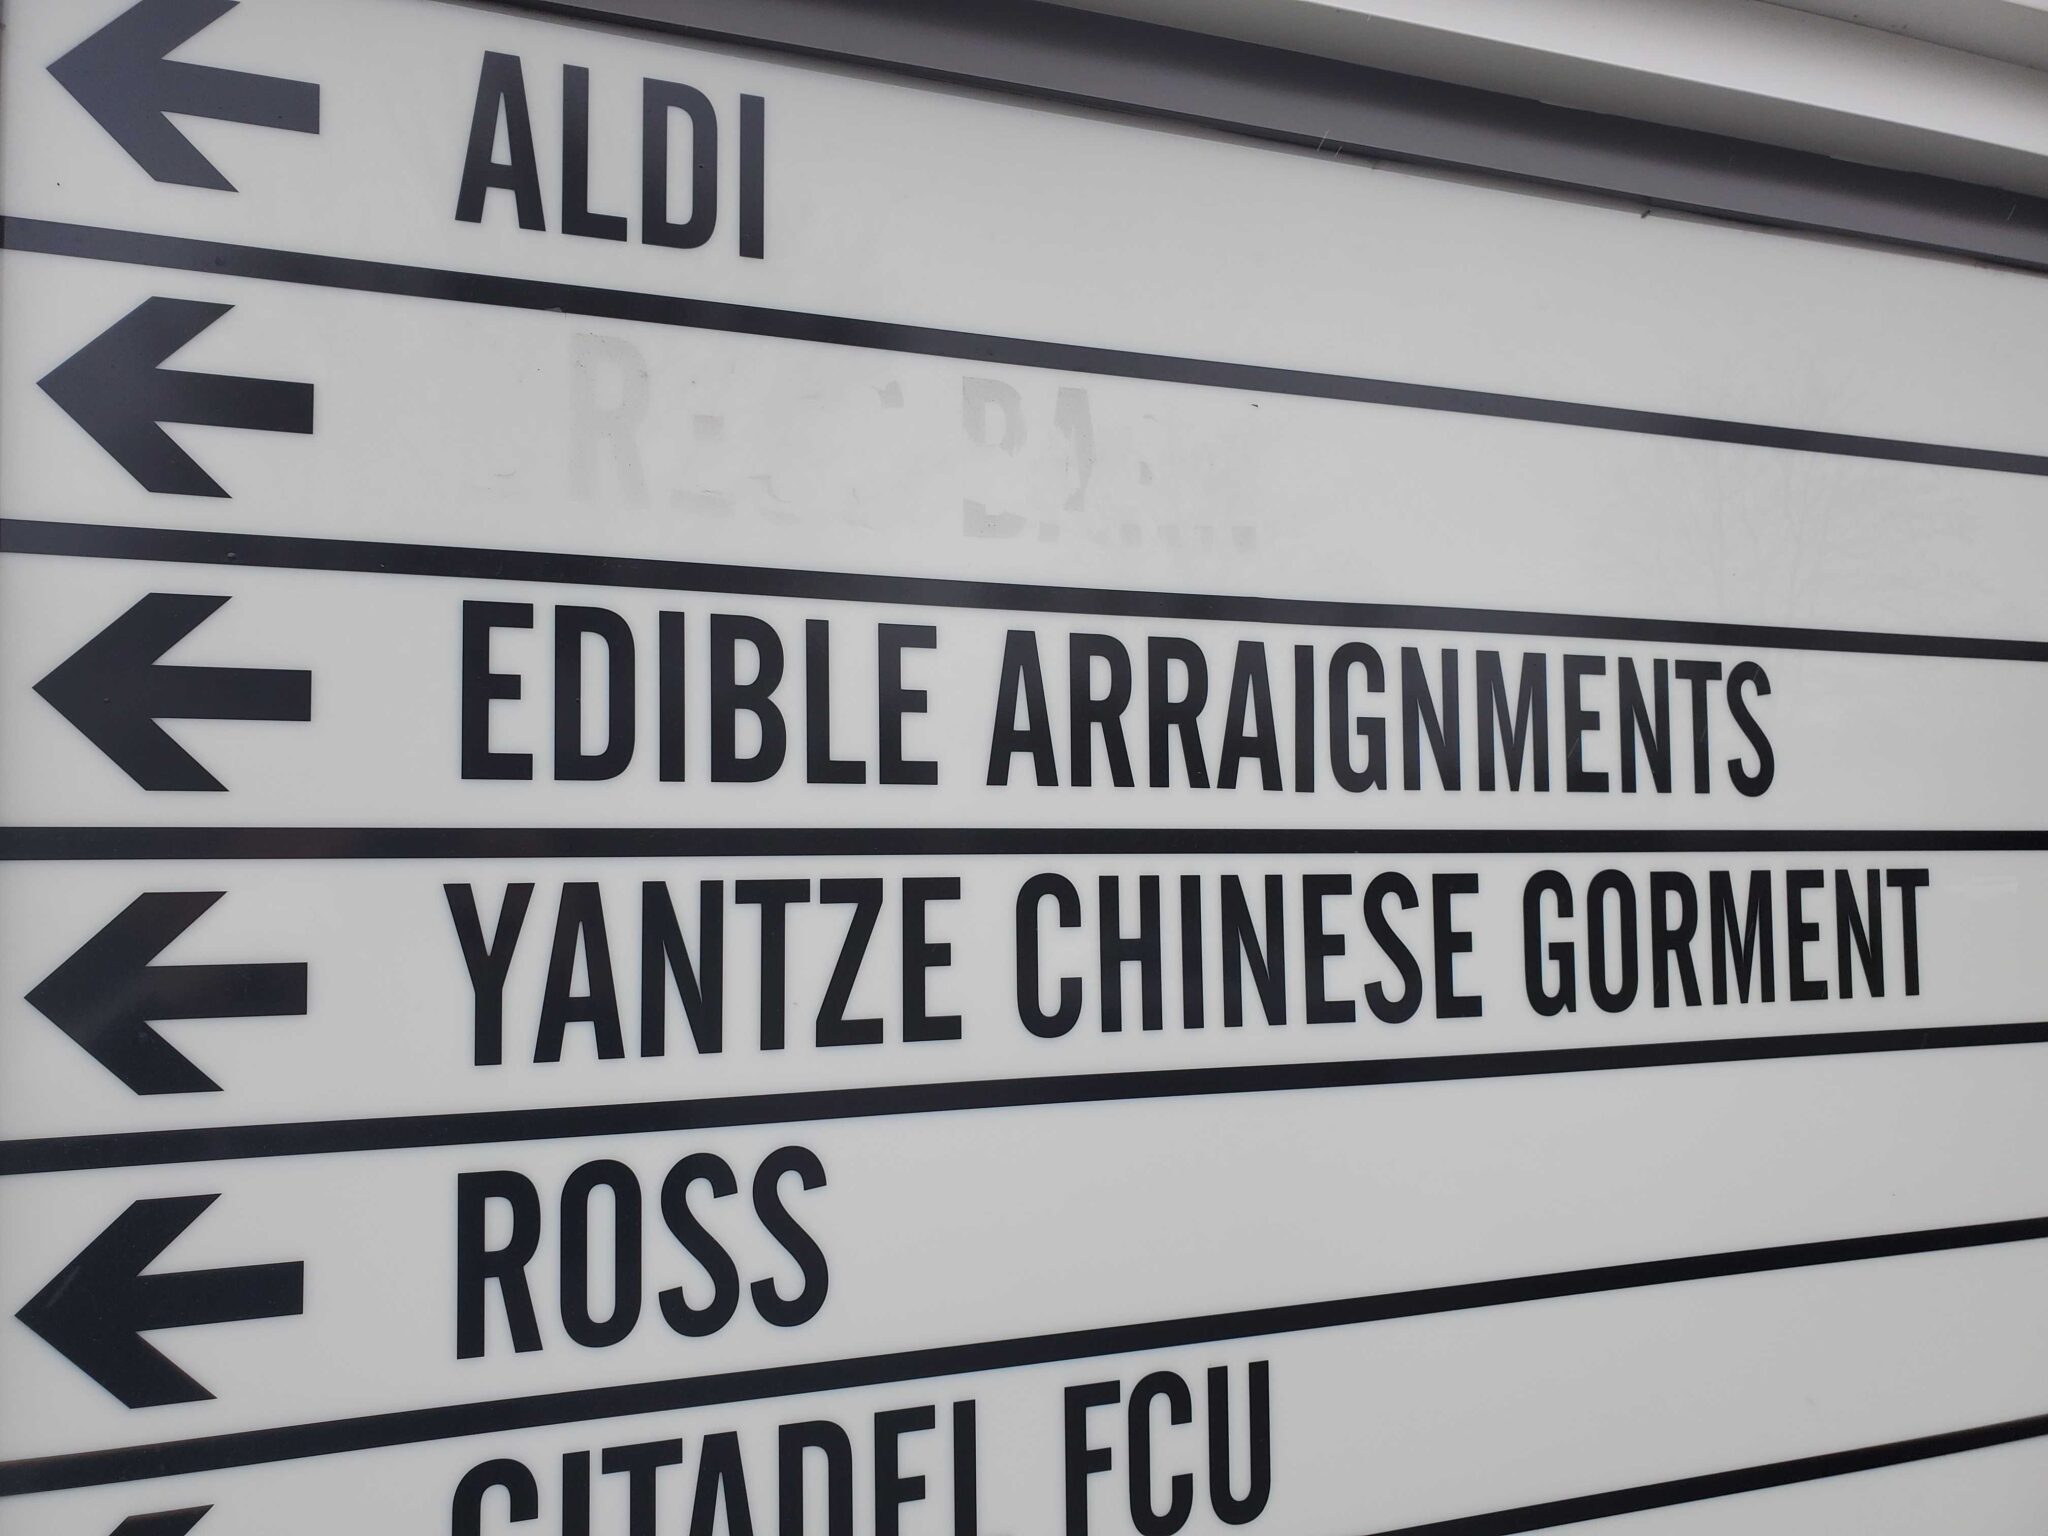 ALDI
EDIBLE ARRAIGNMENTS
YANTZE CHINESE GORMENT
ROSS
CITADEL FCU